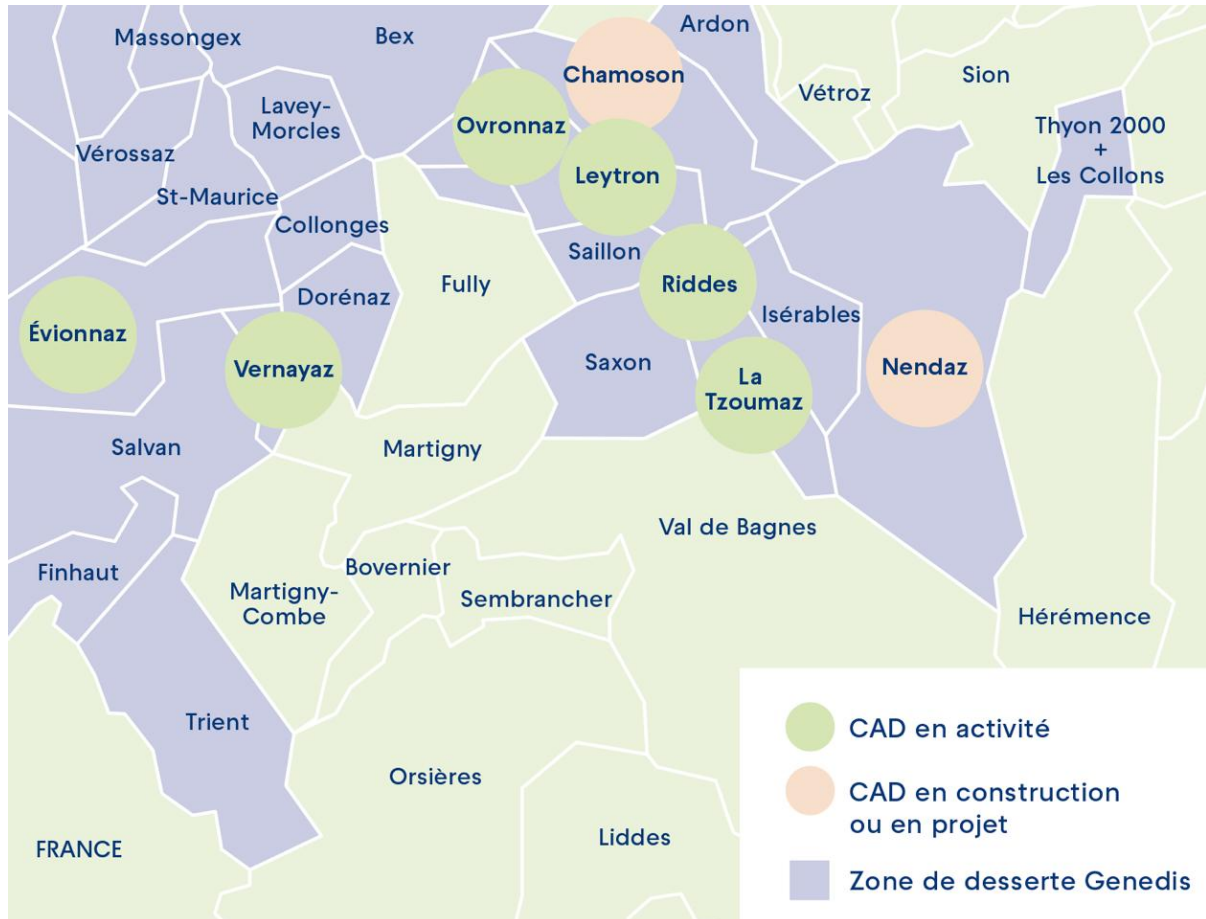 Massongex
Bex
Ardon
Chamoson
Sion
Vétroz
Lavey-
Morcles
Ovronnaz
Thyon 2000
+
Les Collons
Vérossaz
Leytron
St-Maurice
Collonges
Saillon
Fully
Riddes
Dorénaz
Isérables
Évionnaz
Vernayaz
Saxon
Nendaz
La
Tzoumaz
Salvan
Martigny
Val de Bagnes
Finhaut
Bovernier
Martigny-
Combe
Sembrancher
Hérémence
Trient
Orsières
Liddes
FRANCE
CAD en activité
CAD en construction
ou en projet
Zone de desserte Genedis